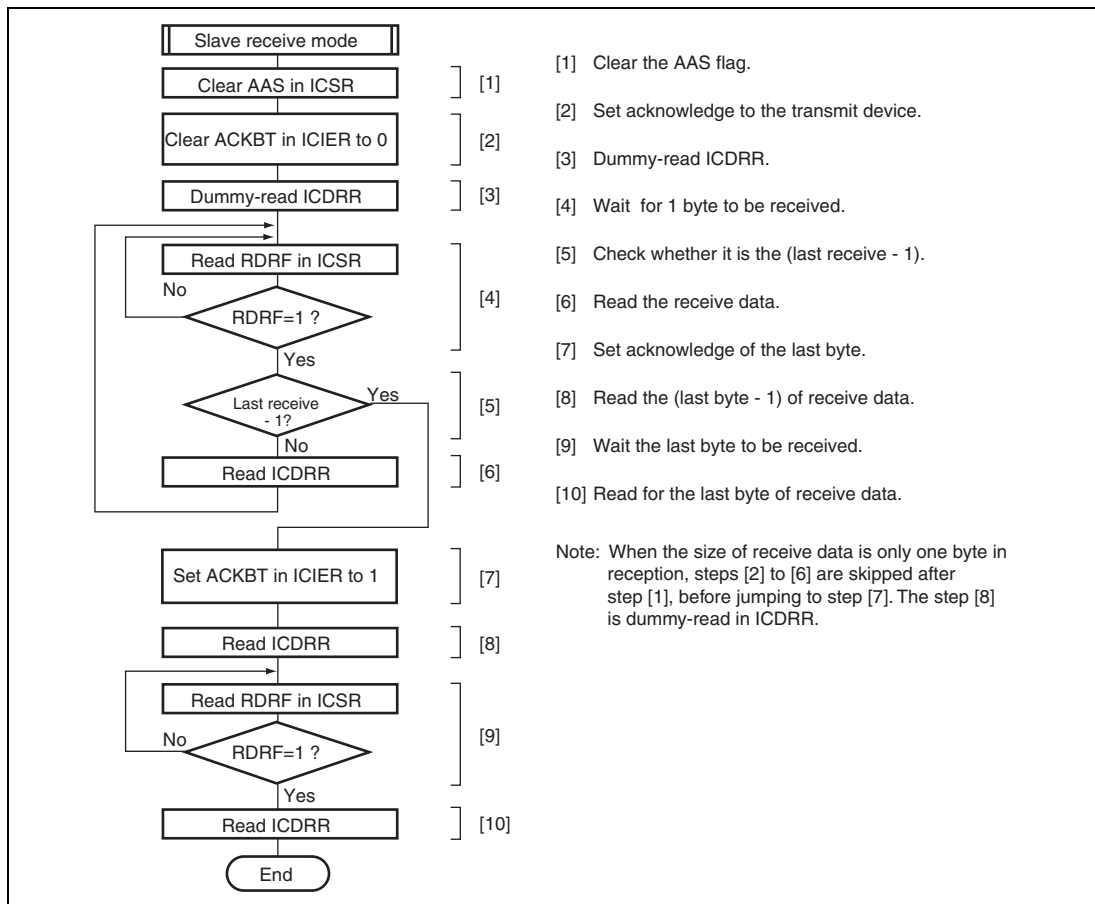 Slave receive mode
Clear AAS in ICSR
[1]
Clear ACKBT in ICIER to 0
[2]
Dummy-read ICDRR
[3]
Read RDRF in ICSR
No
RDRF=1 ?
[4]
Yes
Last receive
- 1?
Yes
[5]
No
Read ICDRR
[6]
Set ACKBT in ICIER to 1
[7]
Read ICDRR
[8]
Read RDRF in ICSR
No
RDRF=1 ?
[9]
Yes
Read ICDRR
[10]
End
[1] Clear the AAS flag.
[2] Set acknowledge to the transmit device.
[3] Dummy-read ICDRR.
[4] Wait for 1 byte to be received.
[5] Check whether it is the (last receive - 1).
[6] Read the receive data.
[7] Set acknowledge of the last byte.
[8] Read the (last byte - 1) of receive data.
[9] Wait the last byte to be received.
[10] Read for the last byte of receive data.
Note: When the size of receive data is only one byte in
reception, steps [2] to [6] are skipped after
step [1], before jumping to step [7]. The step [8]
is dummy-read in ICDRR.